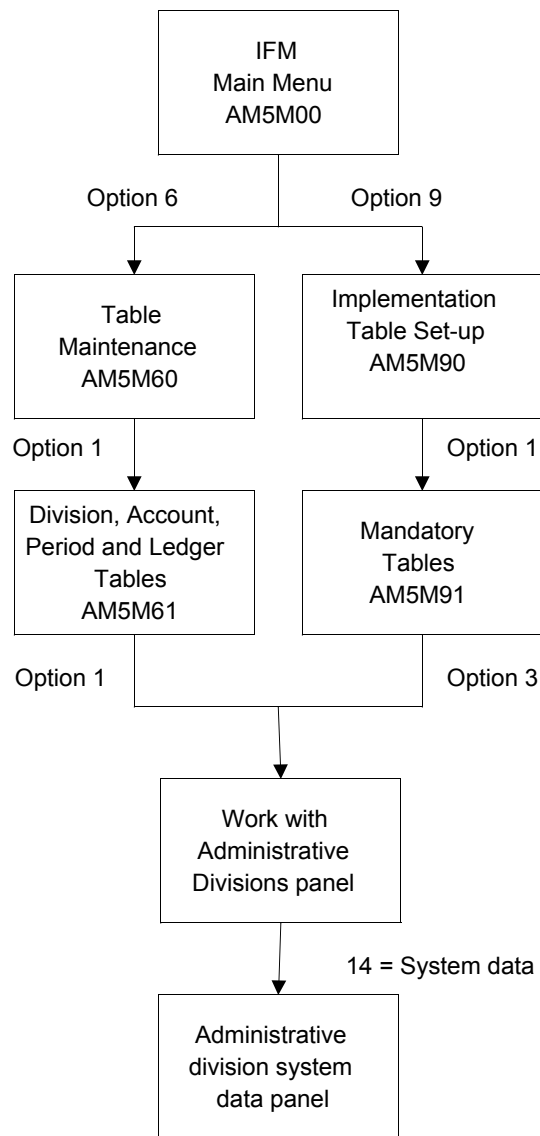 IFM
Main Menu
AM5M00
Option 6
Option 9
Table
Maintenance
AM5M60
Implementation
Table Set-up
AM5M90
Option 1
Option 1
Division, Account,
Period and Ledger
Tables
AM5M61
Mandatory
Tables
AM5M91
Option 1
Option 3
Work with
Administrative
Divisions panel
14 = System data
Administrative
division system
data panel